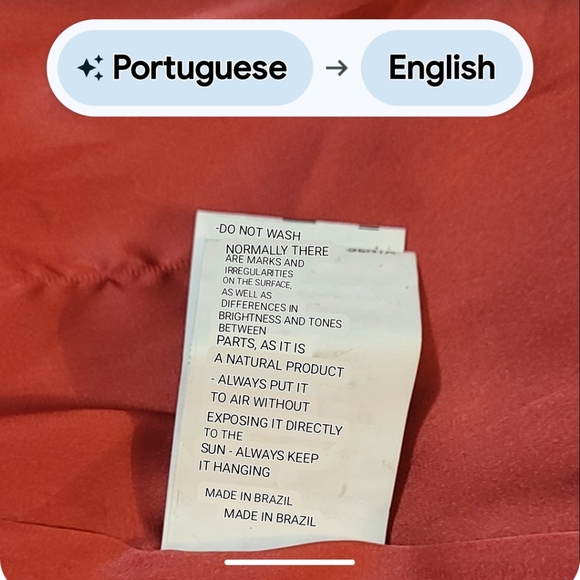 Portuguese → English
-DO NOT WASH
NORMALLY THERE
ARE MARKS AND
IRREGULARITIES
ON THE SURFACE,
AS WELL AS
DIFFERENCES IN
BRIGHTNESS AND TONES
BETWEEN
PARTS, AS IT IS
A NATURAL PRODUCT
- ALWAYS PUT IT
TO AIR WITHOUT
EXPOSING IT DIRECTLY
TO THE
SUN - ALWAYS KEEP
IT HANGING
MADE IN BRAZIL
MADE IN BRAZIL